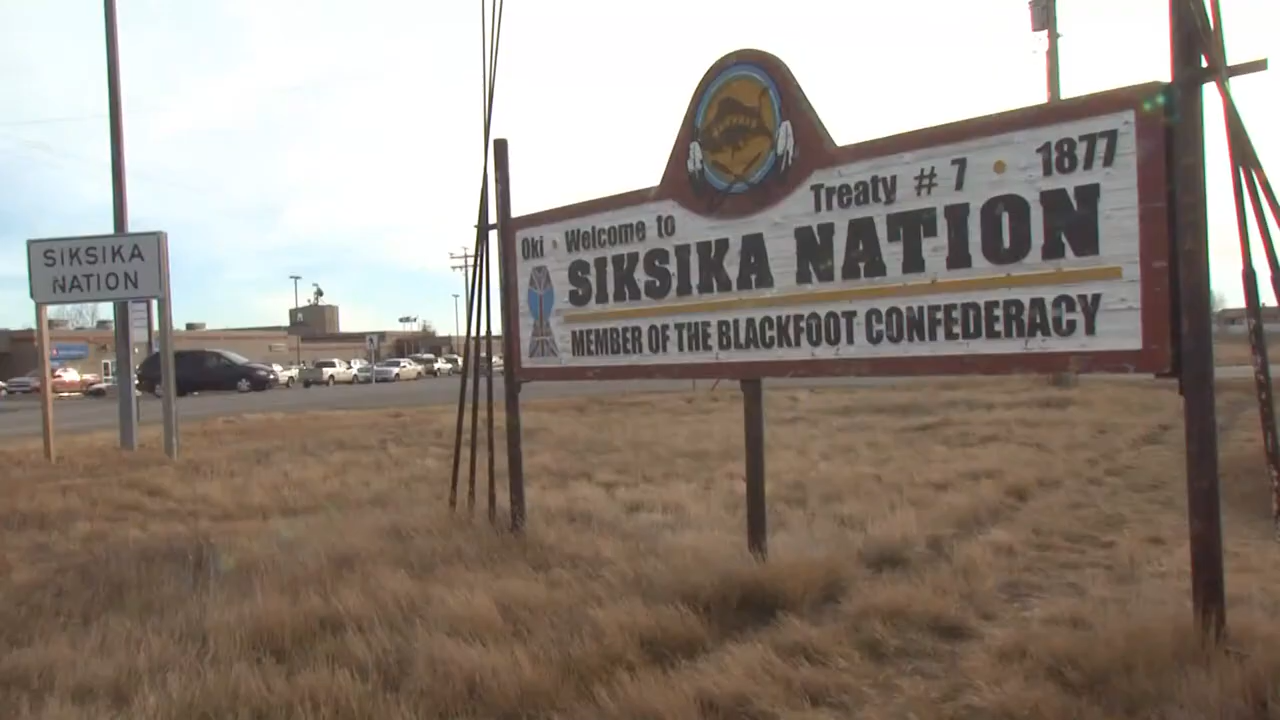 SIKSIKA
NATION
Treaty # 7 • 1877
Oki • Welcome to
SIKSIKA NATION
MEMBER OF THE BLACKFOOT CONFEDERACY